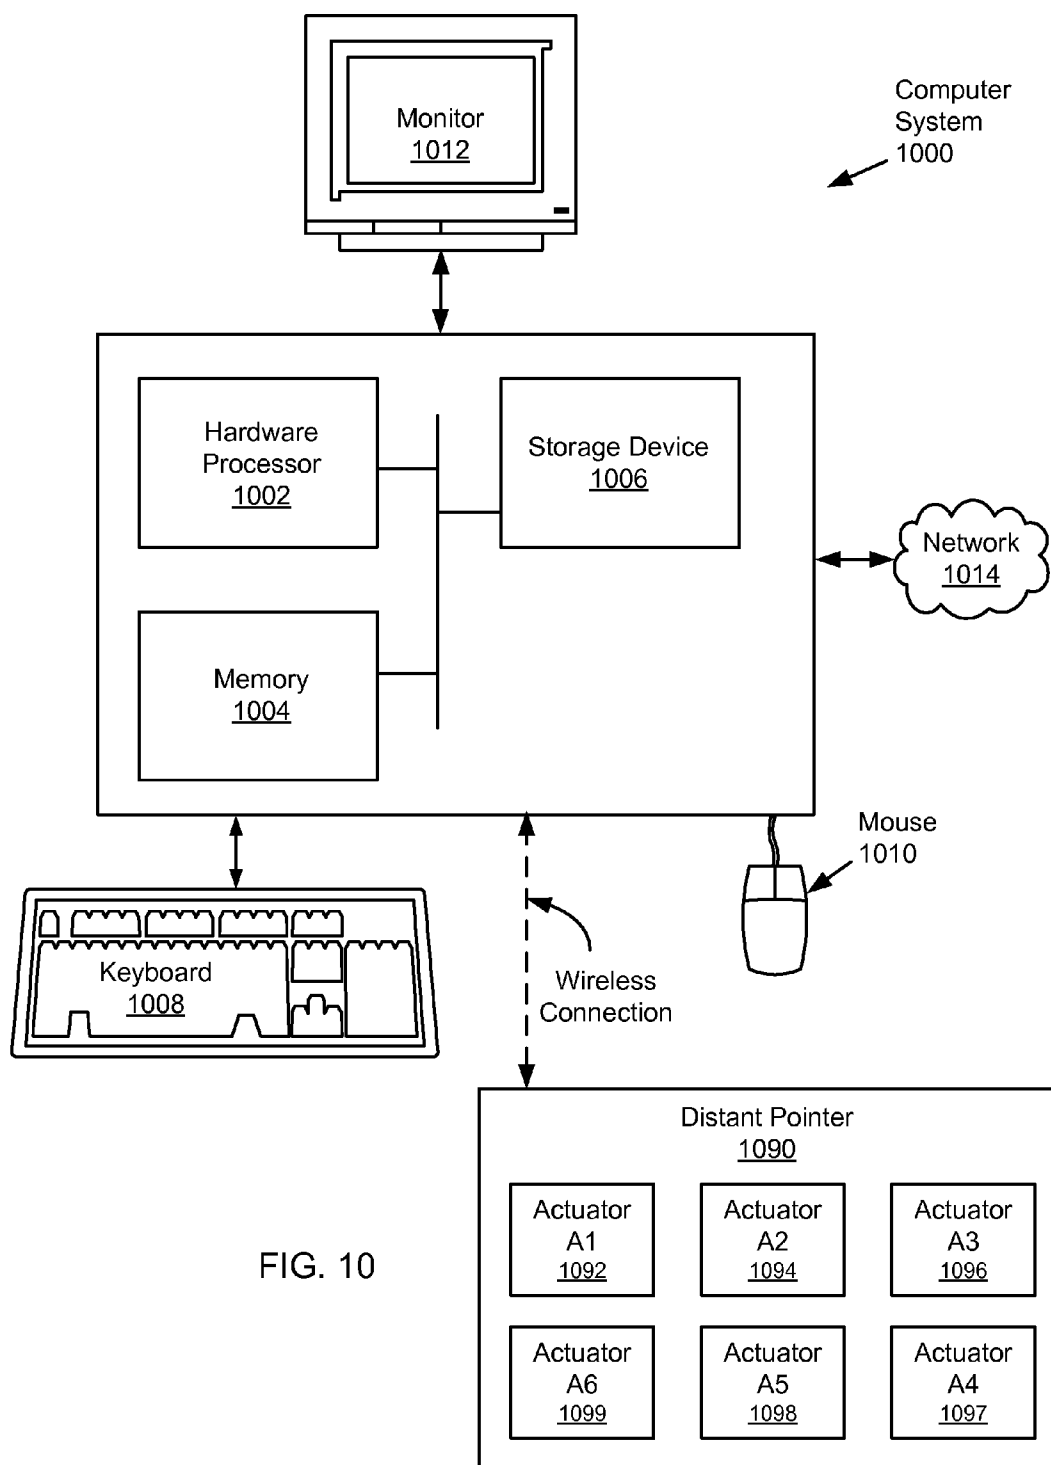 Monitor
1012
Computer
System
1000
Hardware
Processor
1002
Storage Device
1006
Network
1014
Memory
1004
Mouse
1010
Keyboard
1008
Wireless
Connection
Distant Pointer
1090
Actuator
A1
1092
Actuator
A2
1094
Actuator
A3
1096
FIG. 10
Actuator
A6
1099
Actuator
A5
1098
Actuator
A4
1097